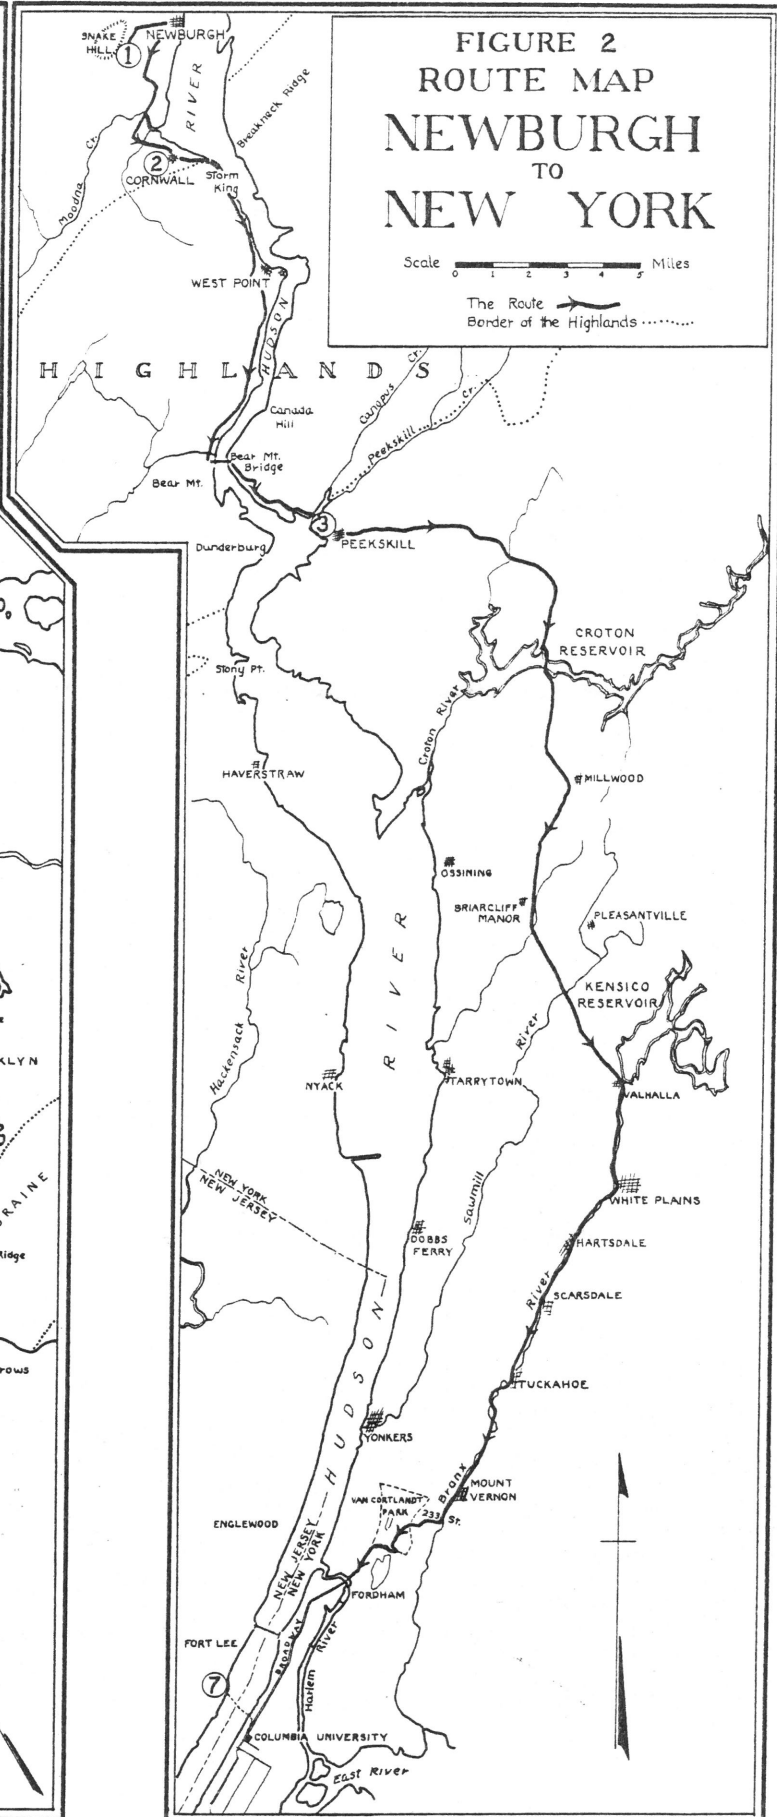 FIGURE 2
ROUTE MAP
NEWBURGH
TO
NEW YORK
Scale 0 1 2 3 4 5 Miles
The Route
Border of the Highlands
SNAKE
HILL
1
NEWBURGH
RIVER
Breakneck Ridge
Moodna Cr.
2
CORNWALL
Storm
King
WEST POINT
HUDSON
HIGHLANDS
Canada
Hill
Canopus Cr.
Peekskill Cr.
Bear Mt.
Bridge
Bear Mt.
3
PEEKSKILL
Dunderburg
CROTON
RESERVOIR
Stony Pt.
Croton River
HAVERSTRAW
MILLWOOD
OSSINING
BRIARCLIFF
MANOR
PLEASANTVILLE
RIVER
Hackensack River
KENSICO
RESERVOIR
River
KLYN
NYACK
TARRYTOWN
VALHALLA
RAINE
NEW YORK
NEW JERSEY
Sawmill
WHITE PLAINS
DOBBS
FERRY
HARTSDALE
Ridge
River
SCARSDALE
HUDSON
rows
TUCKAHOE
YONKERS
Bronx
MOUNT
VERNON
VAN CORTLANDT
PARK
233 St.
ENGLEWOOD
NEW JERSEY
NEW YORK
FORDHAM
FORT LEE
BROADWAY
Harlem River
7
COLUMBIA UNIVERSITY
East River